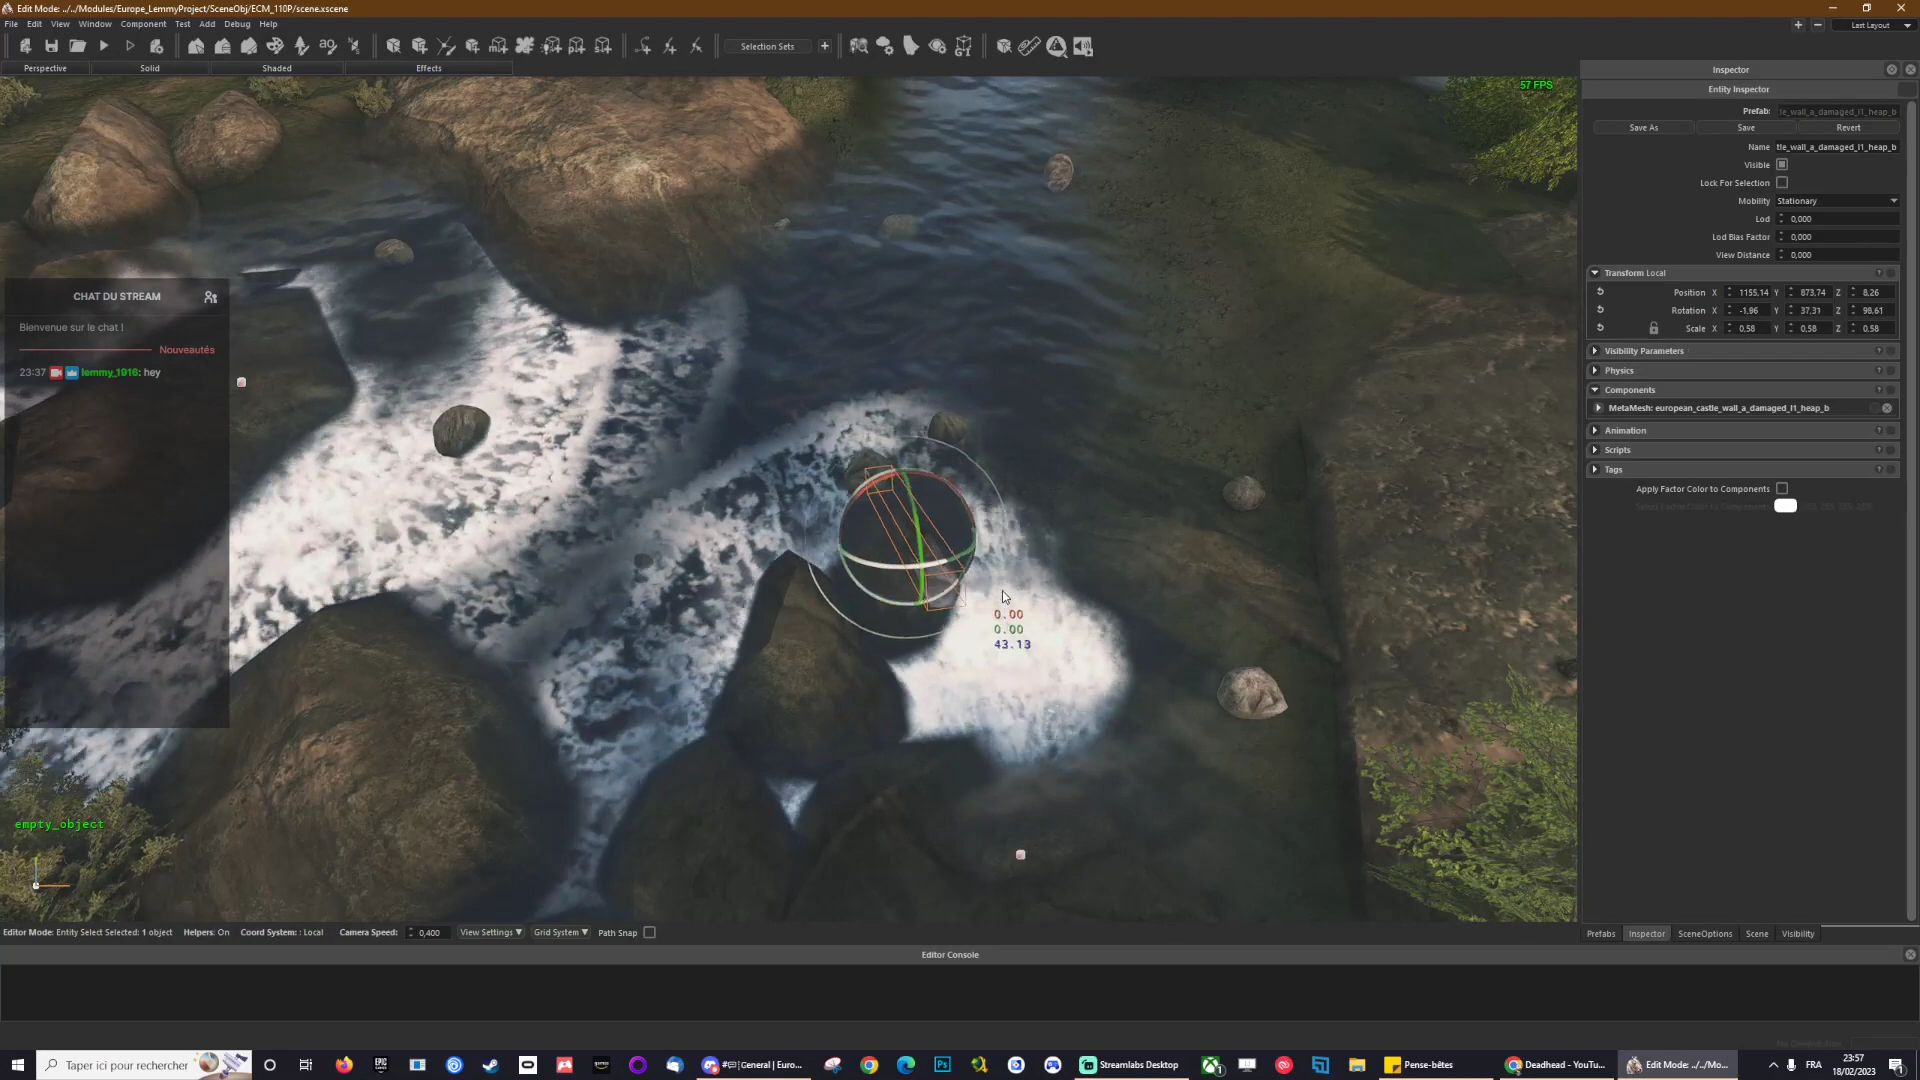 Edit Mode: ../../Modules/Europe_LemmyProject/SceneObj/ECM_110P/scene.xscene
File Edit View Window Component Test Add Debug Help
Last Layout
Selection Sets
Perspective Solid Shaded Effects
57 FPS
CHAT DU STREAM
Bienvenue sur le chat !
Nouveautés
23:37 lemmy_1916: hey
0.00
0.00
43.13
empty_object
Inspector
Entity Inspector
Prefab: le_wall_a_damaged_l1_heap_b
Save As Save Revert
Name tle_wall_a_damaged_l1_heap_b
Visible
Lock For Selection
Mobility Stationary
Lod 0,000
Lod Bias Factor 0,000
View Distance 0,000
Transform Local
Position X 1155,14 Y 873,74 Z 8.26
Rotation X -1.96 Y 37.31 Z 98.61
Scale X 0.58 Y 0.58 Z 0.58
Visibility Parameters
Physics
Components
MetaMesh: european_castle_wall_a_damaged_l1_heap_b
Animation
Scripts
Tags
Apply Factor Color to Components
Prefabs Inspector SceneOptions Scene Visibility
Editor Mode: Entity Select Selected: 1 object Helpers: On Coord System: : Local Camera Speed: 0,400 View Settings Grid System Path Snap
Editor Console
Taper ici pour rechercher
General | Euro...
Streamlabs Desktop
Pense-bêtes
Deadhead - YouTu...
Edit Mode: ../../Mo...
FRA
23:57
18/02/2023